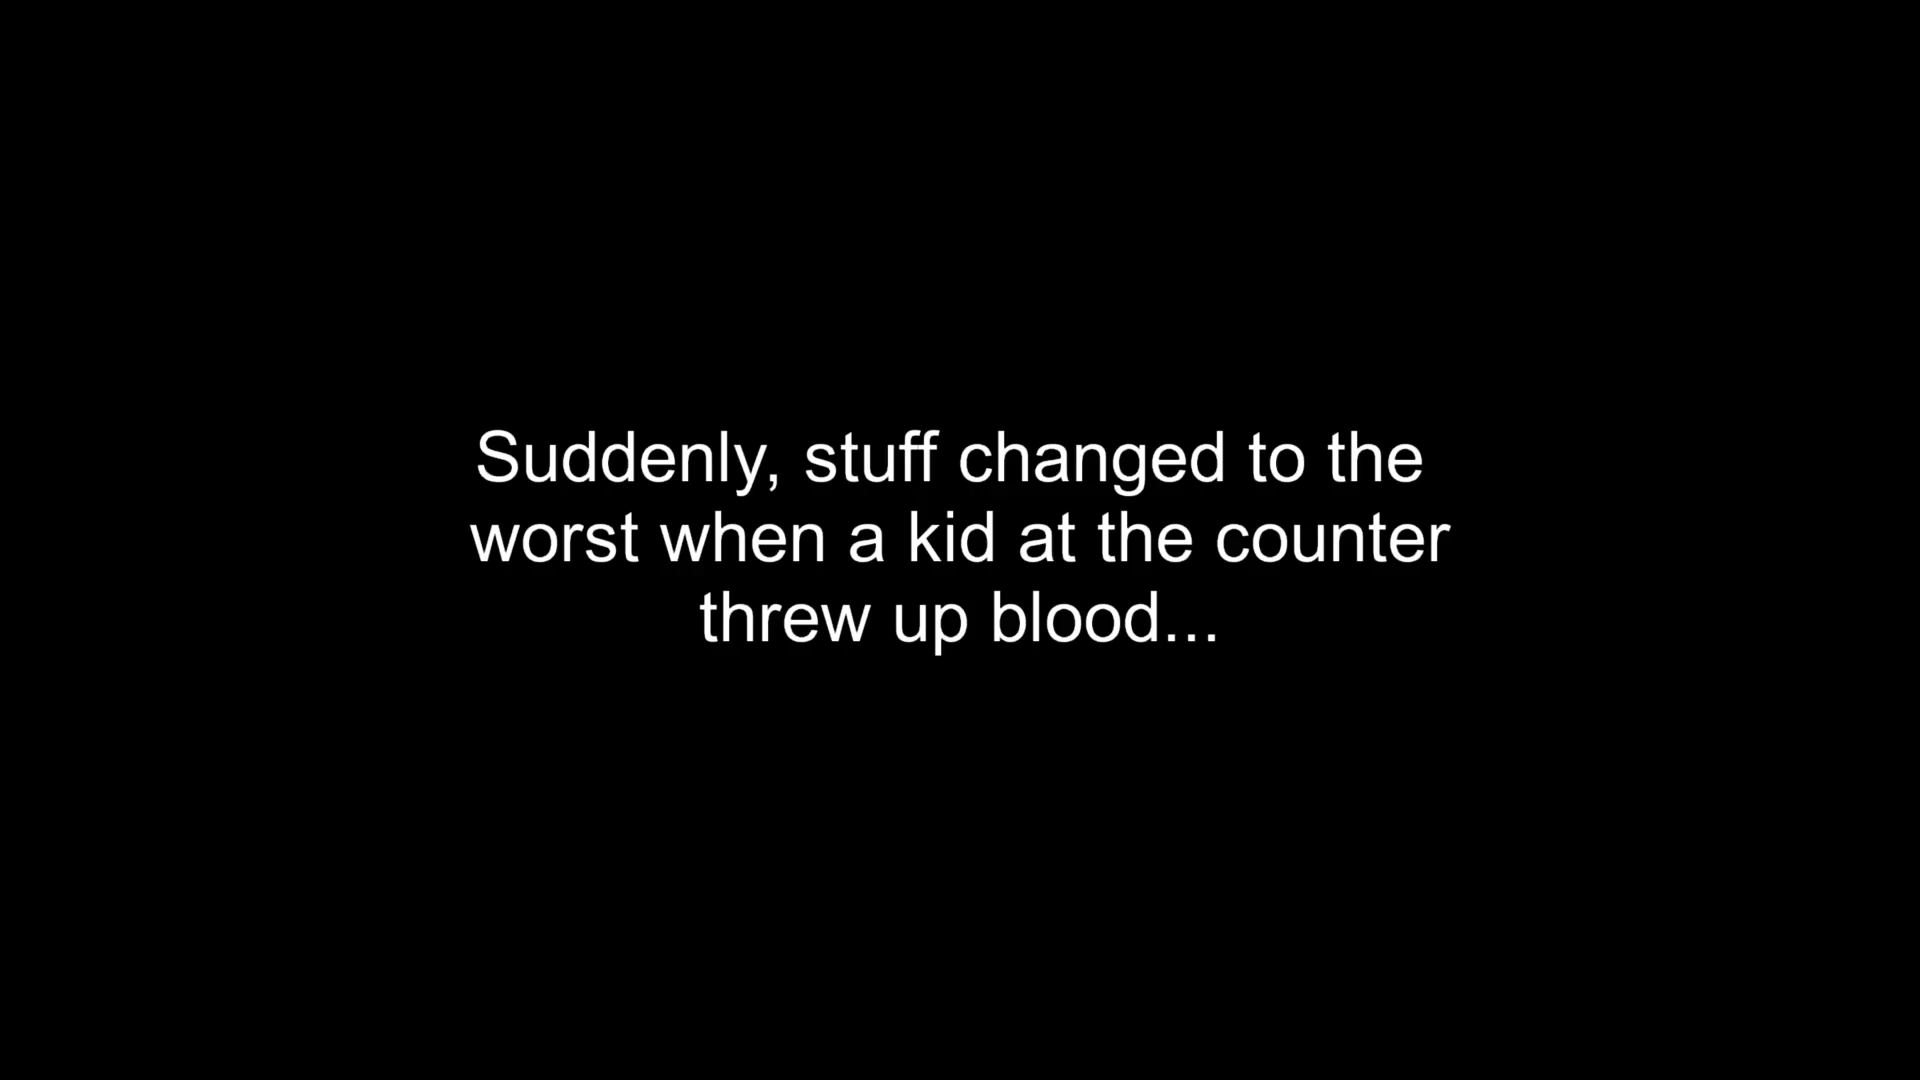 Suddenly, stuff changed to the
worst when a kid at the counter
threw up blood...